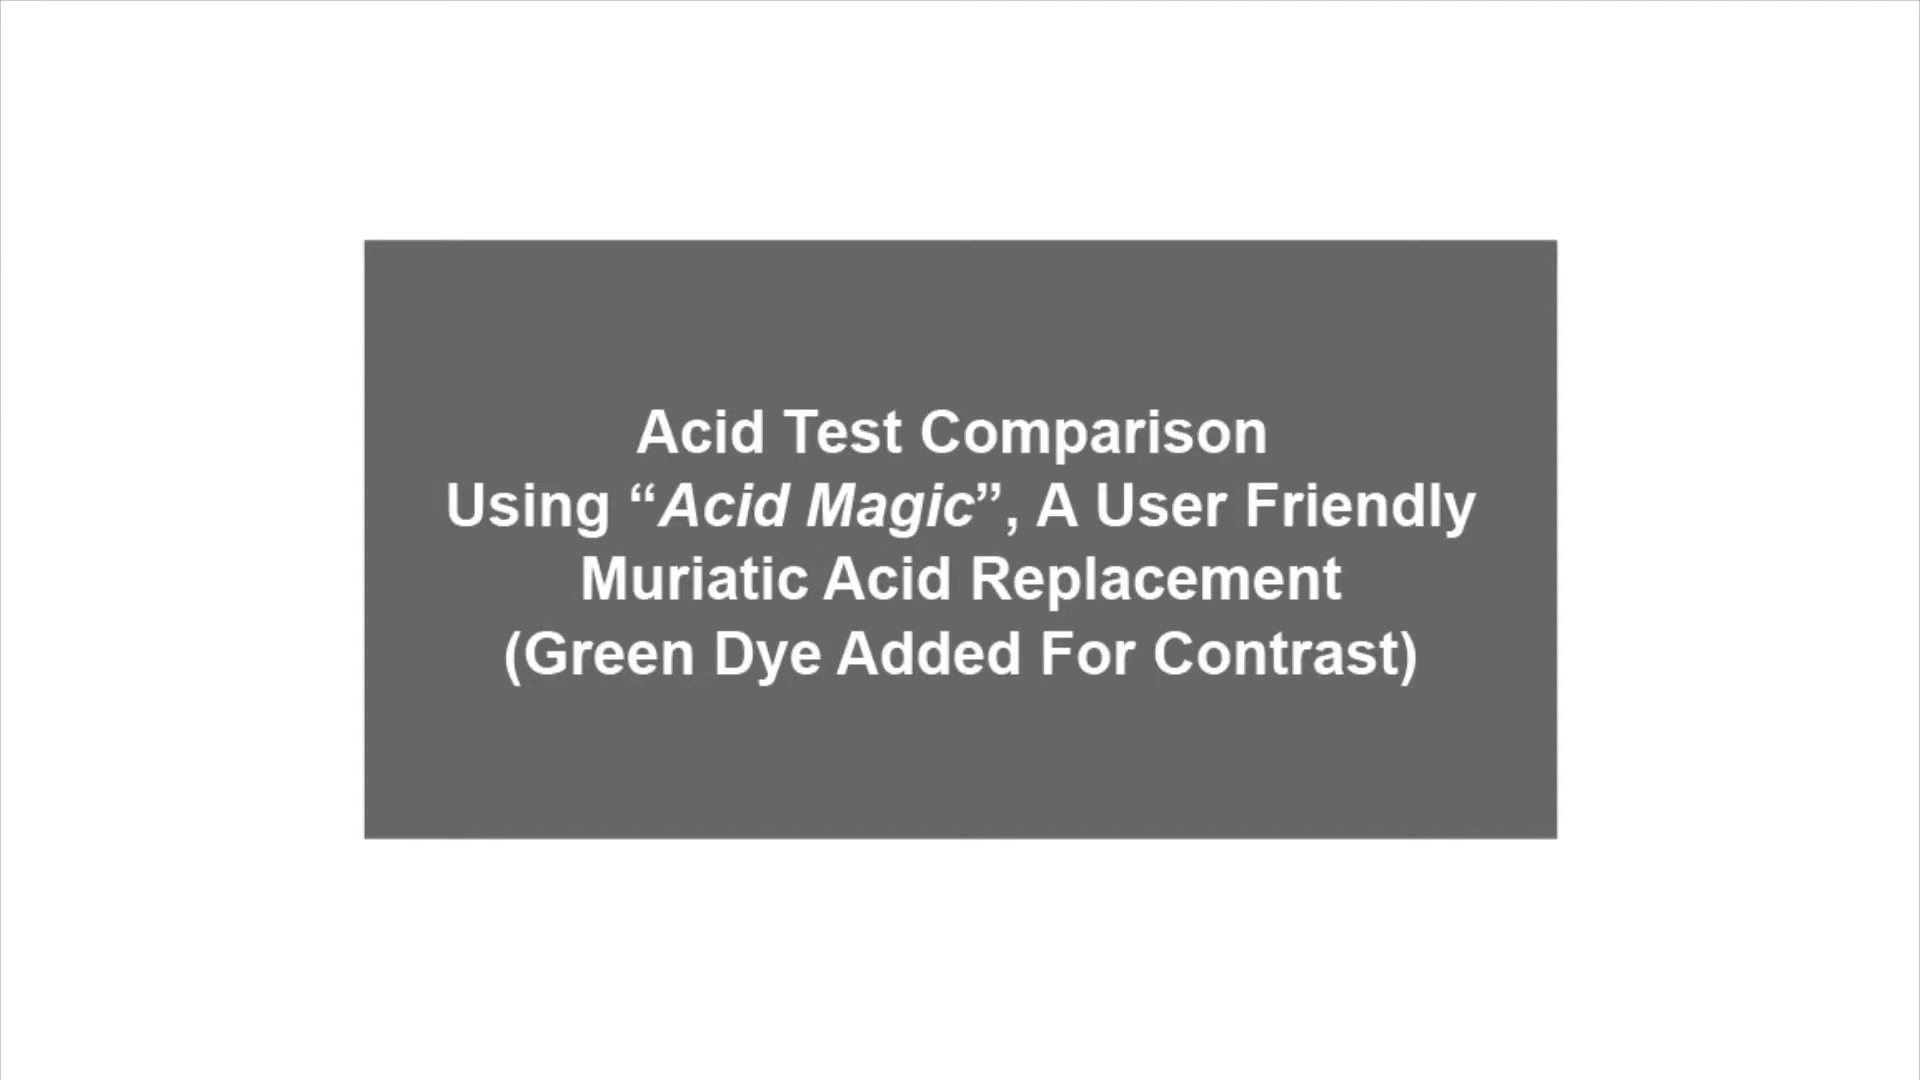 Acid Test Comparison
Using “Acid Magic”, A User Friendly
Muriatic Acid Replacement
(Green Dye Added For Contrast)